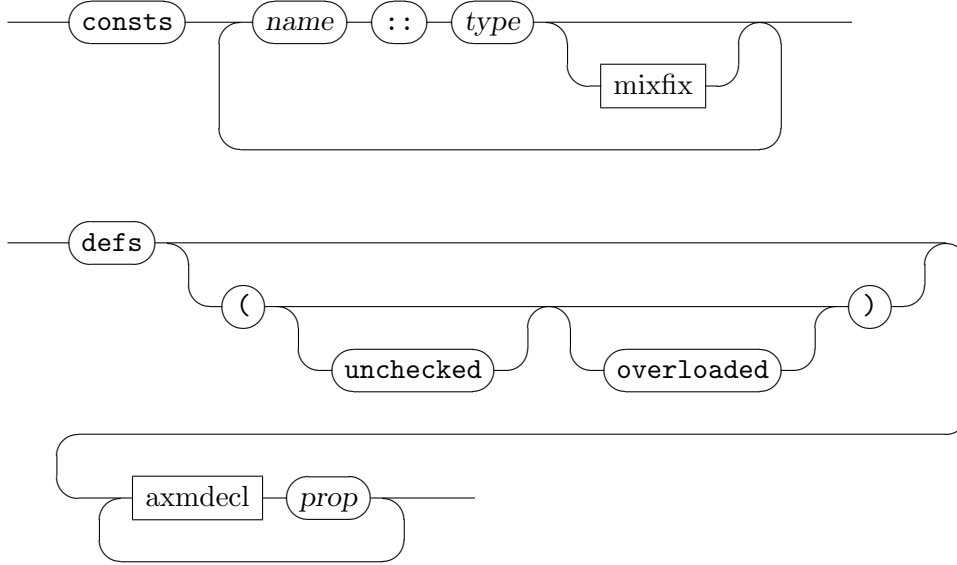 consts name :: type
mixfix
defs
( )
unchecked overloaded
axmdecl prop